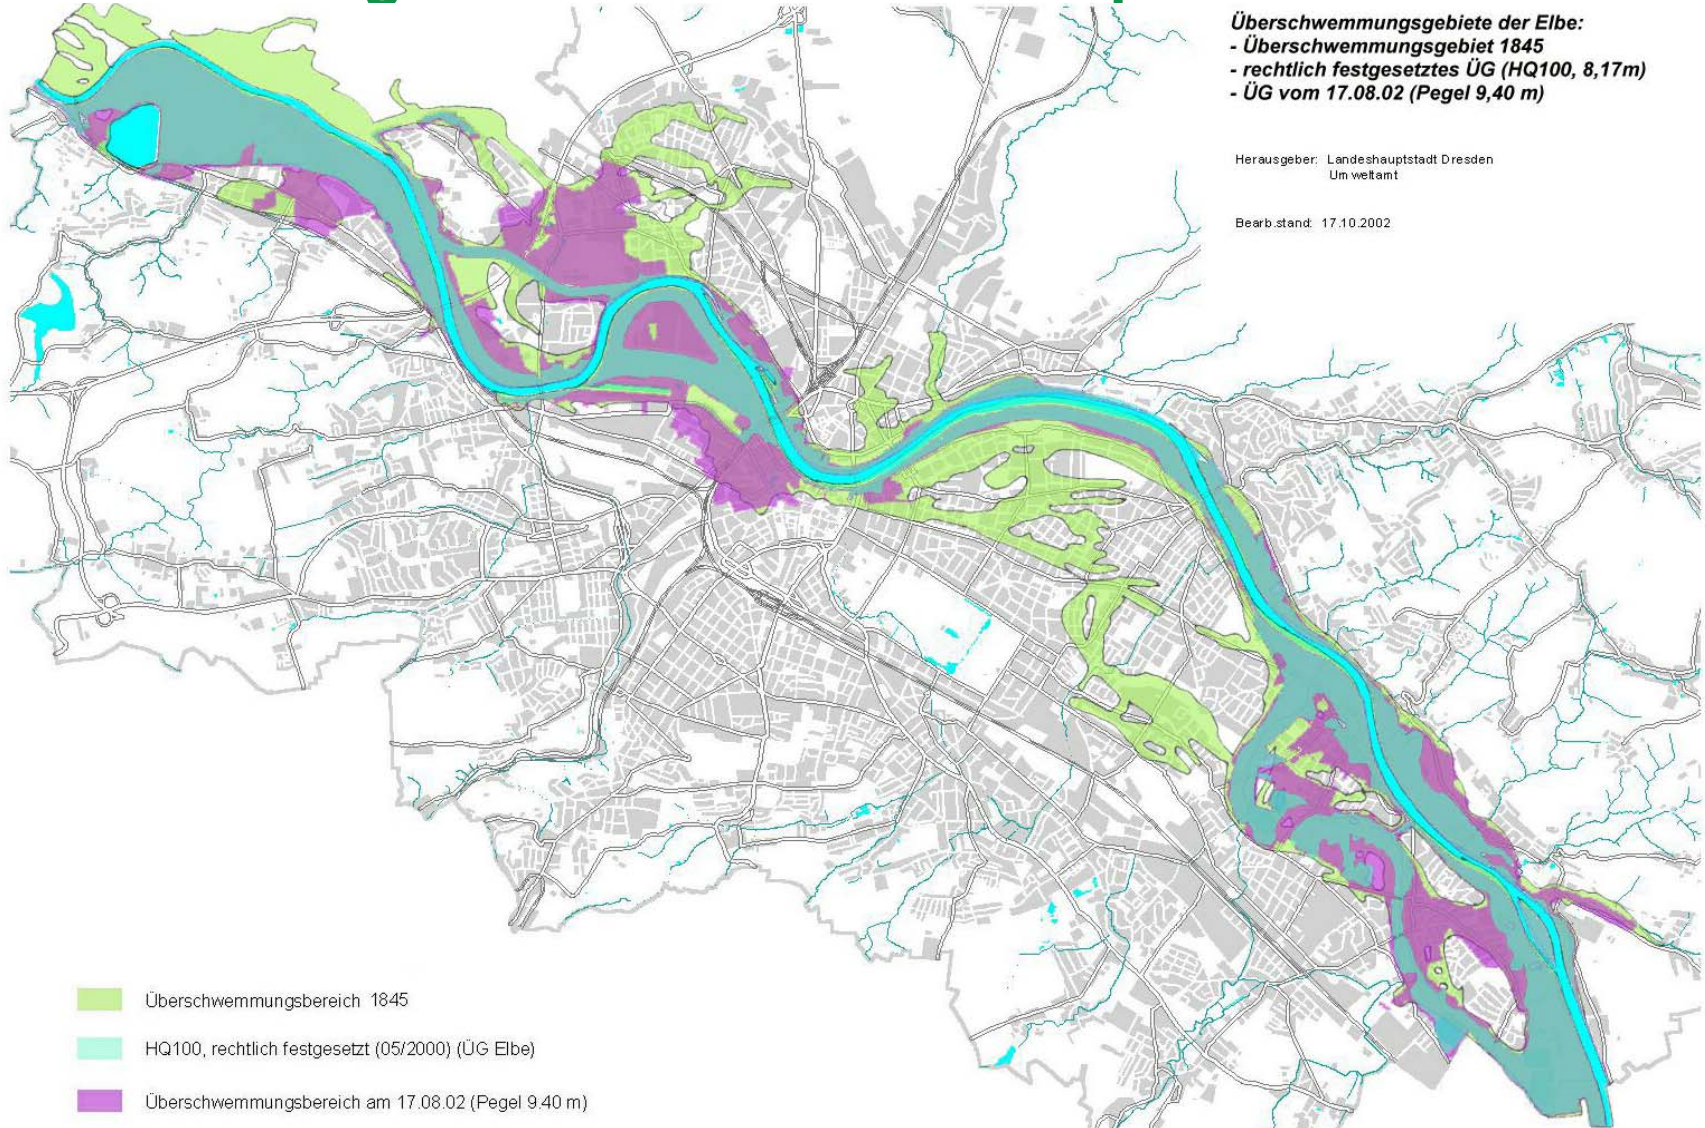 Überschwemmungsgebiete der Elbe:
- Überschwemmungsgebiet 1845
- rechtlich festgesetztes ÜG (HQ100, 8,17m)
- ÜG vom 17.08.02 (Pegel 9,40 m)
Herausgeber: Landeshauptstadt Dresden
Umweltamt
Bearb.stand: 17.10.2002
Überschwemmungsbereich 1845
HQ100, rechtlich festgesetzt (05/2000) (ÜG Elbe)
Überschwemmungsbereich am 17.08.02 (Pegel 9.40 m)